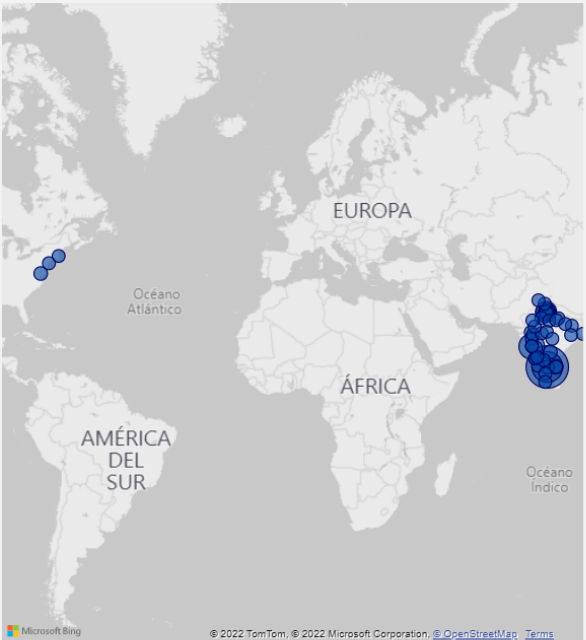 EUROPA
Océano
Atlántico
ÁFRICA
AMÉRICA
DEL
SUR
Océano
Índico
Microsoft Bing
© 2022 TomTom, © 2022 Microsoft Corporation, © OpenStreetMap Terms